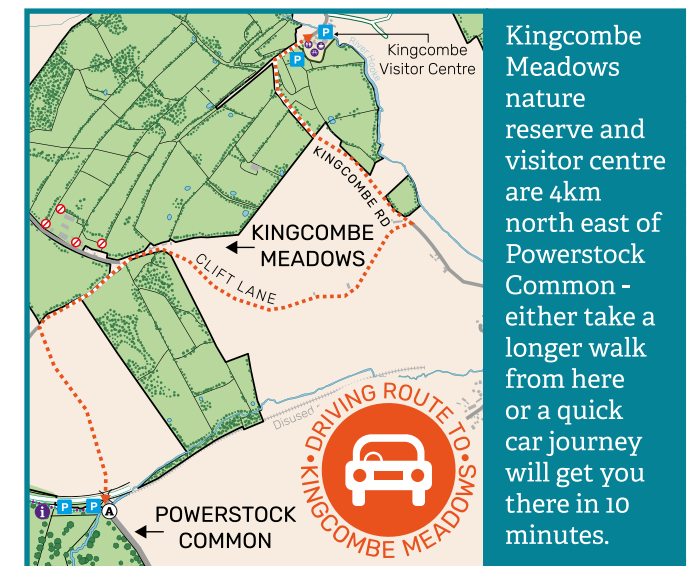 P
P
Kingcombe
Visitor Centre
River Hooke
KINGCOMBE RD
KINGCOMBE
MEADOWS
CLIFT LANE
Disused
DRIVING ROUTE TO
KINGCOMBE MEADOWS
i
P
P
A
POWERSTOCK
COMMON
Kingcombe
Meadows
nature
reserve and
visitor centre
are 4km
north east of
Powerstock
Common -
either take a
longer walk
from here
or a quick
car journey
will get you
there in 10
minutes.